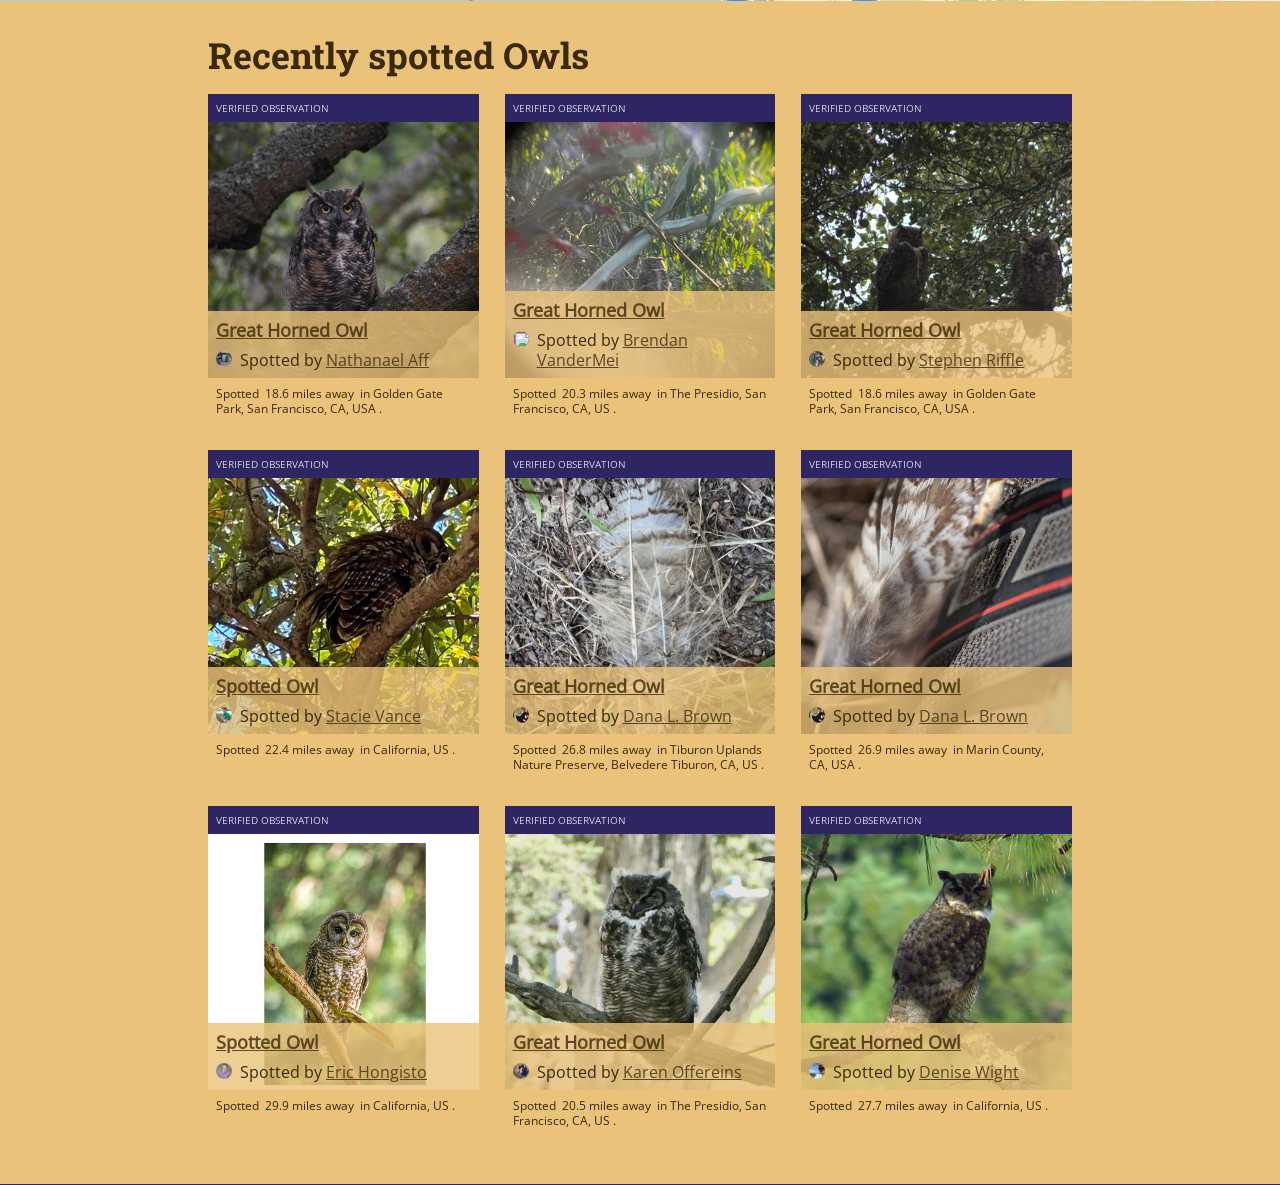 Recently spotted Owls
VERIFIED OBSERVATION
Great Horned Owl
Spotted by Nathanael Aff
Spotted 18.6 miles away in Golden Gate
Park, San Francisco, CA, USA .
VERIFIED OBSERVATION
Great Horned Owl
Spotted by Brendan
VanderMei
Spotted 20.3 miles away in The Presidio, San
Francisco, CA, US .
VERIFIED OBSERVATION
Great Horned Owl
Spotted by Stephen Riffle
Spotted 18.6 miles away in Golden Gate
Park, San Francisco, CA, USA .
VERIFIED OBSERVATION
Spotted Owl
Spotted by Stacie Vance
Spotted 22.4 miles away in California, US .
VERIFIED OBSERVATION
Great Horned Owl
Spotted by Dana L. Brown
Spotted 26.8 miles away in Tiburon Uplands
Nature Preserve, Belvedere Tiburon, CA, US .
VERIFIED OBSERVATION
Great Horned Owl
Spotted by Dana L. Brown
Spotted 26.9 miles away in Marin County,
CA, USA .
VERIFIED OBSERVATION
Spotted Owl
Spotted by Eric Hongisto
Spotted 29.9 miles away in California, US .
VERIFIED OBSERVATION
Great Horned Owl
Spotted by Karen Offereins
Spotted 20.5 miles away in The Presidio, San
Francisco, CA, US .
VERIFIED OBSERVATION
Great Horned Owl
Spotted by Denise Wight
Spotted 27.7 miles away in California, US .